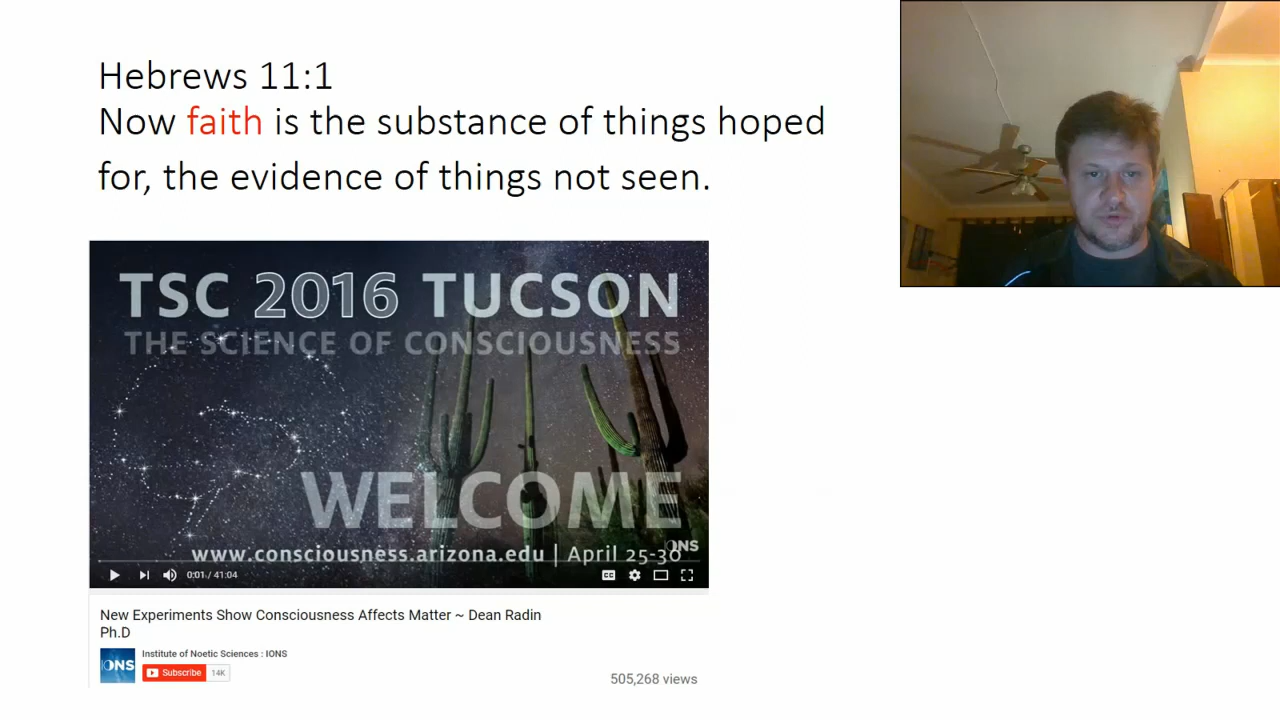 Hebrews 11:1
Now faith is the substance of things hoped
for, the evidence of things not seen.
TSC 2016 TUCSON
THE SCIENCE OF CONSCIOUSNESS
WELCOME
IONS
www.consciousness.arizona.edu | April 25-30
0:01 / 41:04
CC
New Experiments Show Consciousness Affects Matter ~ Dean Radin
Ph.D
IONS
Institute of Noetic Sciences : IONS
Subscribe 14K
505,268 views